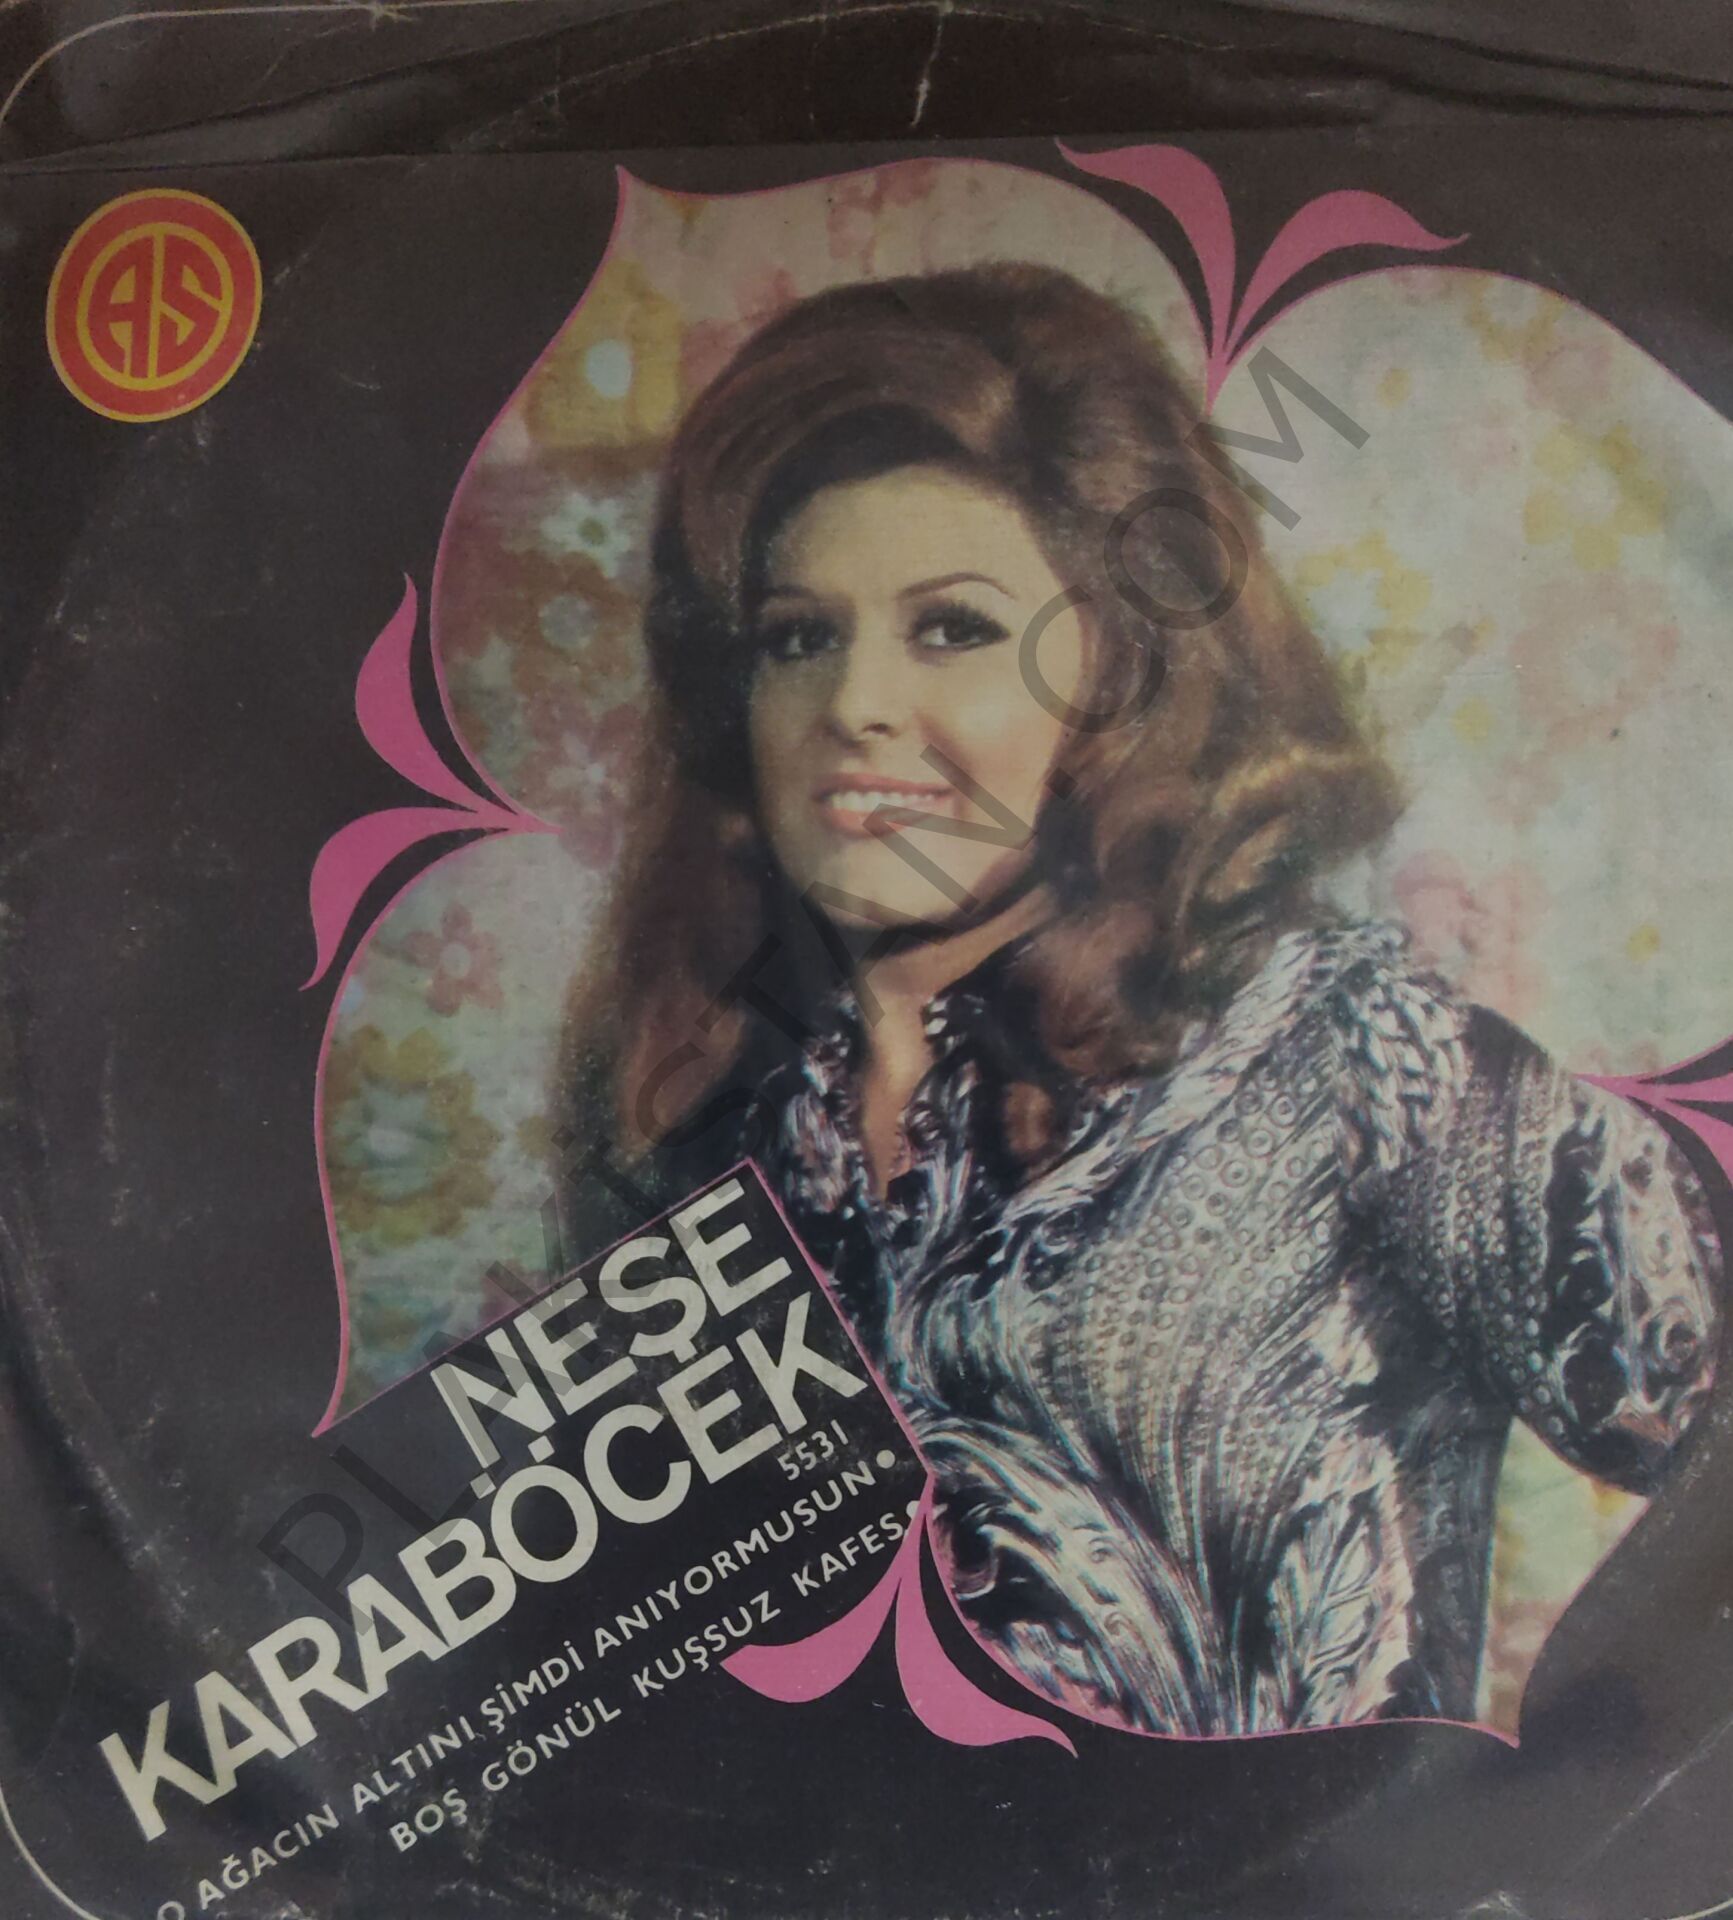 AS
NEŞE
KARABÖCEK
5531
O AĞACIN ALTINI ŞİMDİ ANIYORMUSUN•
BOŞ GÖNÜL KUŞSUZ KAFES•
PLAKİSTAN.COM